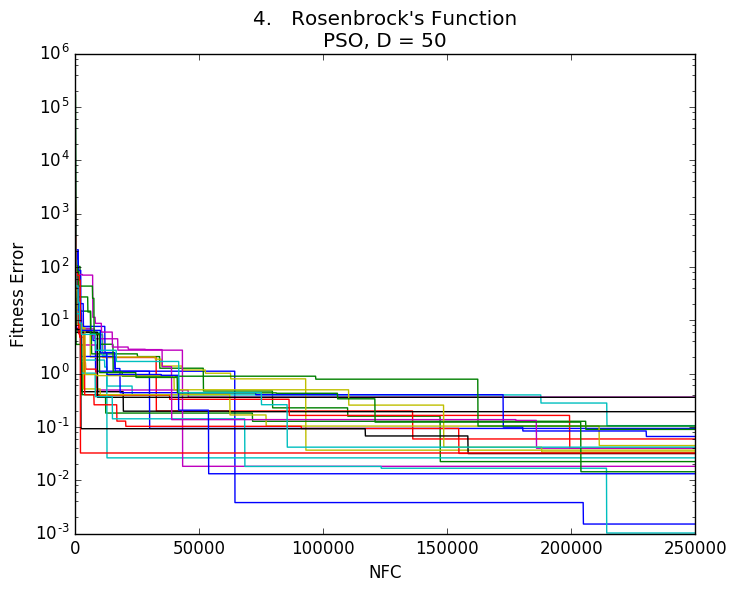 4.   Rosenbrock's Function
PSO, D = 50
10^6
10^5
10^4
10^3
10^2
10^1
10^0
10^-1
10^-2
10^-3
Fitness Error
0 50000 100000 150000 200000 250000
NFC